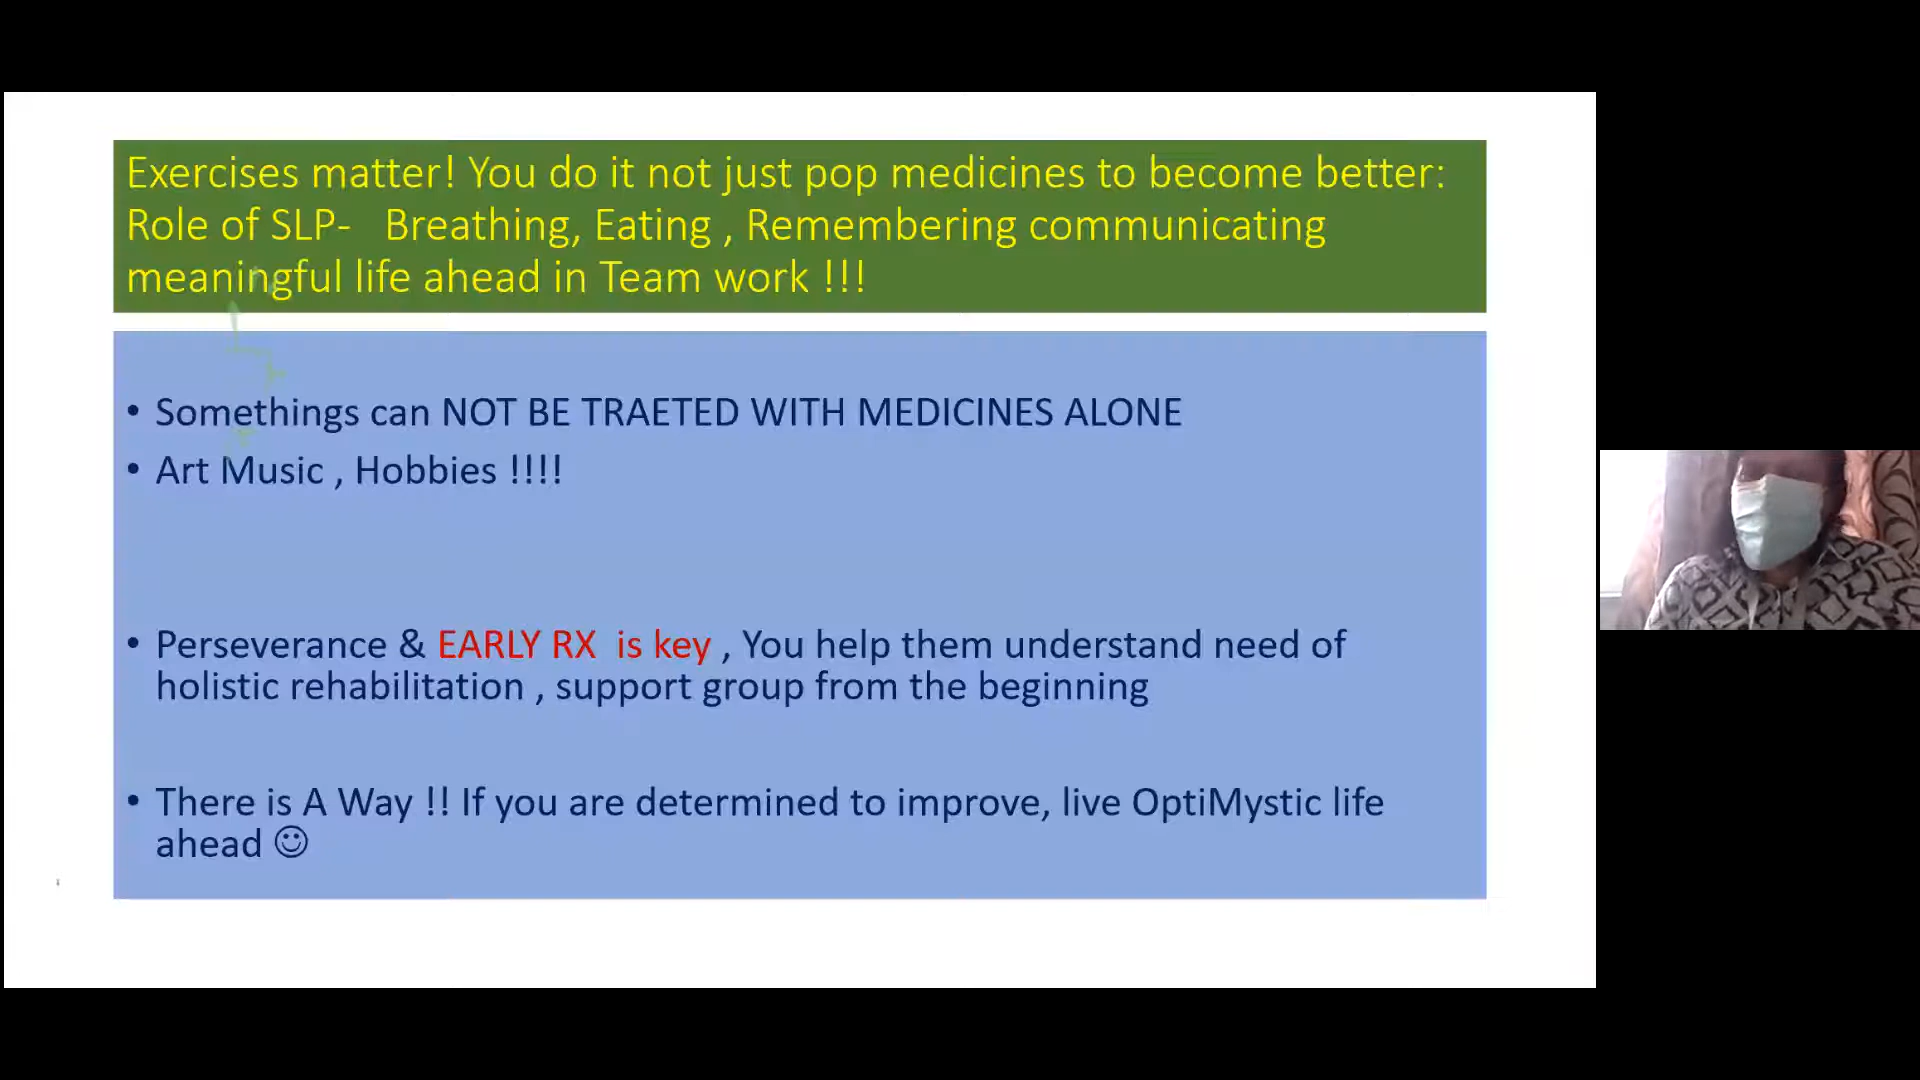 Exercises matter! You do it not just pop medicines to become better:
Role of SLP- Breathing, Eating , Remembering communicating
meaningful life ahead in Team work !!!
• Somethings can NOT BE TRAETED WITH MEDICINES ALONE
• Art Music , Hobbies !!!!
• Perseverance & EARLY RX is key , You help them understand need of
holistic rehabilitation , support group from the beginning
• There is A Way !! If you are determined to improve, live OptiMystic life
ahead ☺